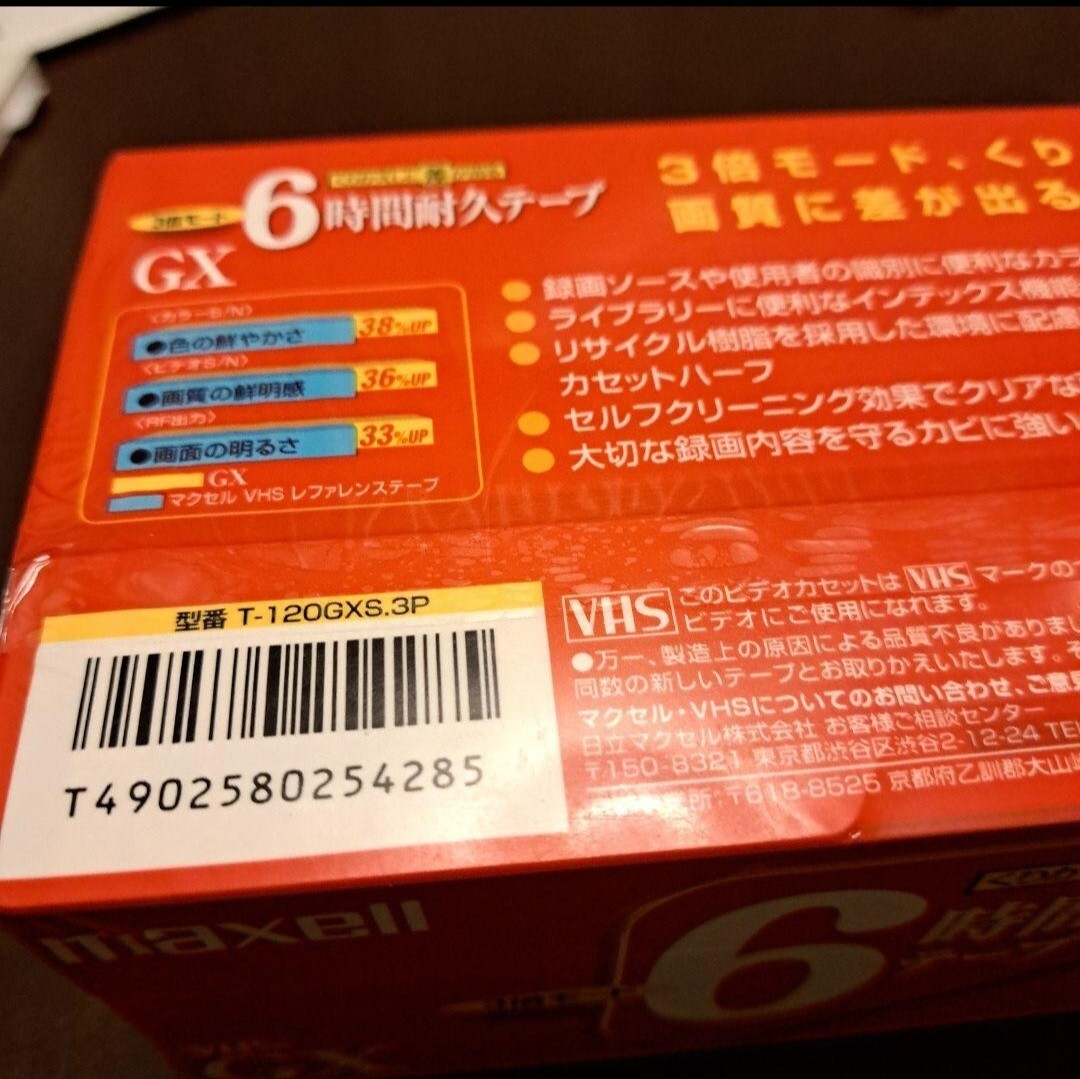 3倍モード
6時間耐久テープ
GX
〈カラーS/N〉
●色の鮮やかさ 38%UP
〈ビデオS/N〉
●画質の鮮明感 36%UP
〈RF出力〉
●画面の明るさ 33%UP
GX
マクセル VHS レファレンステープ
3倍モード、くり
画質に差が出る
●録画ソースや使用者の識別に便利なカラ
●ライブラリーに便利なインデックス機能
●リサイクル樹脂を採用した環境に配慮
カセットハーフ
●セルフクリーニング効果でクリアな
●大切な録画内容を守るカビに強い
型番 T-120GXS.3P
T4902580254285
VHS このビデオカセットは VHS マークの
ビデオにご使用になれます。
●万一、製造上の原因による品質不良がありまし
同数の新しいテープとお取りかえいたします。そ
マクセル・VHSについてのお問い合わせ、ご意見
日立マクセル株式会社 お客様ご相談センター
〒150-8321 東京都渋谷区渋谷2-12-24 TEL
〒618-8525 京都府乙訓郡大山崎
maxell
3倍モード
6時間
GX